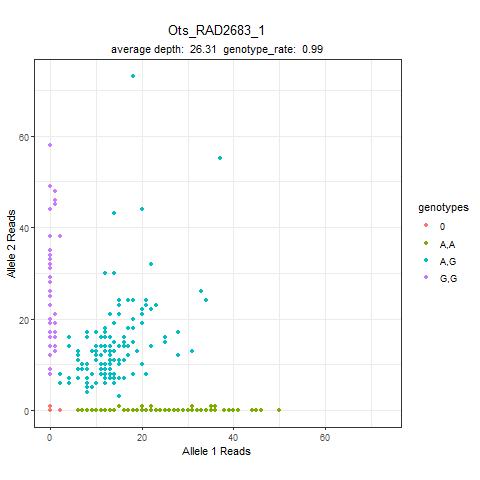 Ots_RAD2683_1
average depth: 26.31 genotype_rate: 0.99
60
40
20
0
Allele 2 Reads
0 20 40 60
Allele 1 Reads
genotypes
0
A,A
A,G
G,G